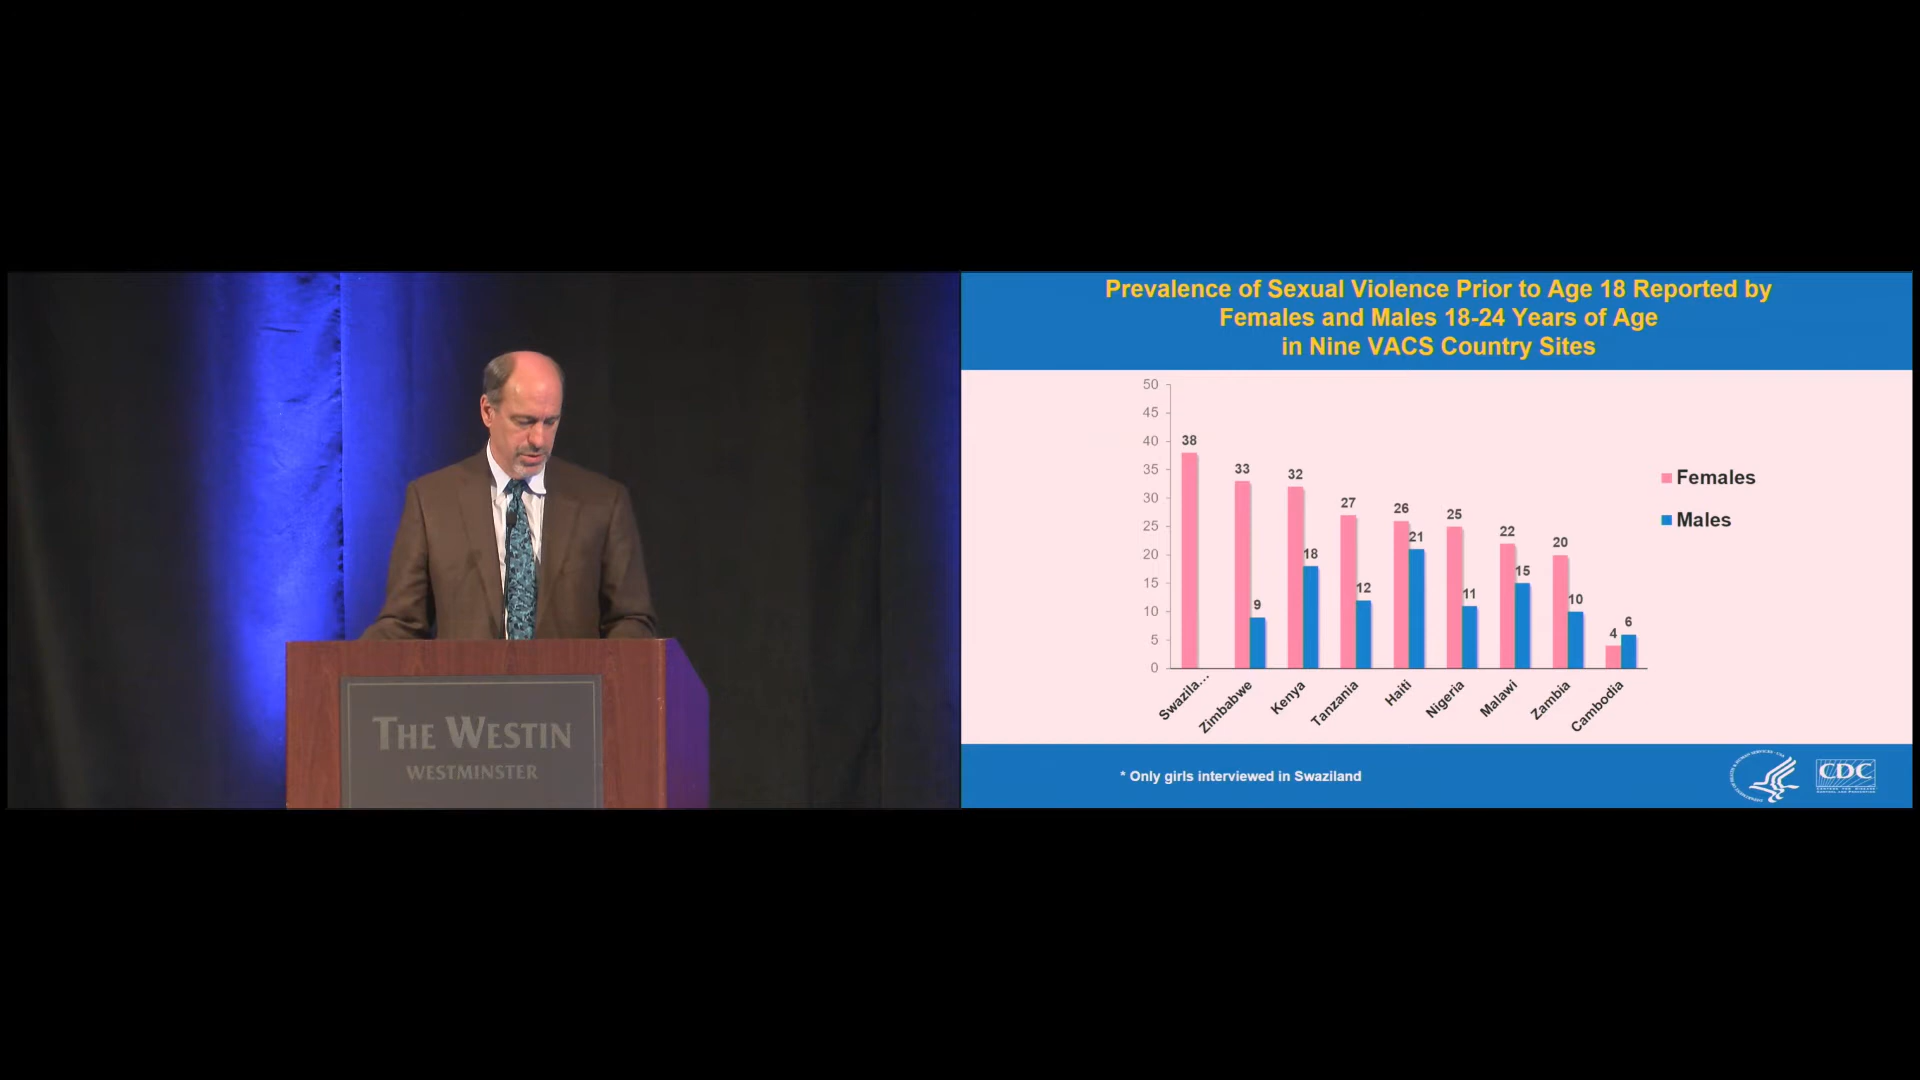 THE WESTIN
WESTMINSTER
Prevalence of Sexual Violence Prior to Age 18 Reported by
Females and Males 18-24 Years of Age
in Nine VACS Country Sites
50
45
40
35
30
25
20
15
10
5
0
38
33
9
32
18
27
12
26
21
25
11
22
15
20
10
4
6
Swazila...
Zimbabwe
Kenya
Tanzania
Haiti
Nigeria
Malawi
Zambia
Cambodia
Females
Males
* Only girls interviewed in Swaziland
CDC